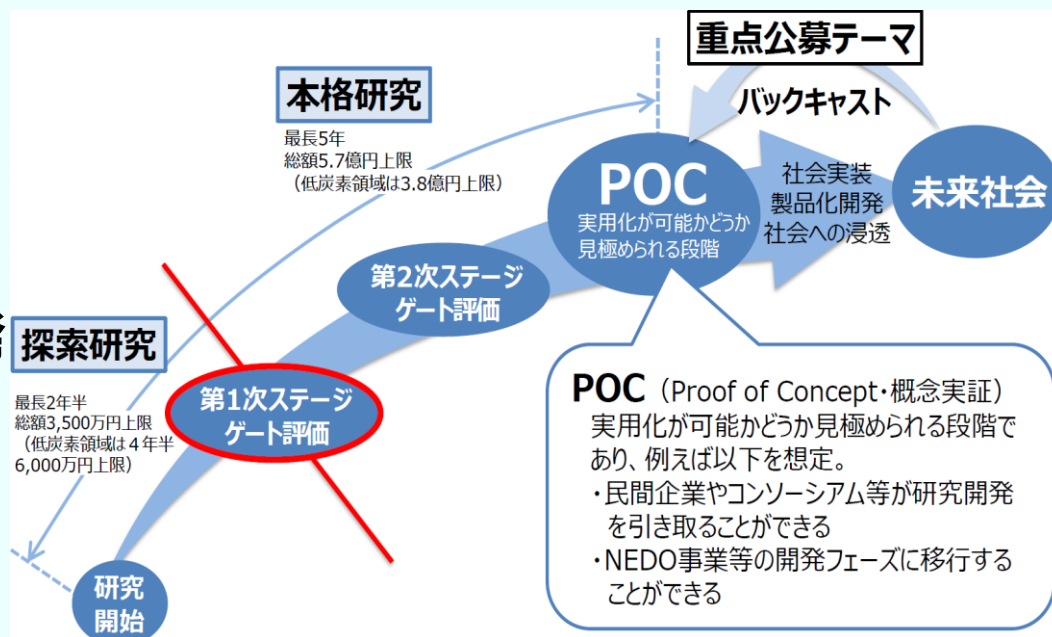 重点公募テーマ
バックキャスト
本格研究
最長5年
総額5.7億円上限
（低炭素領域は3.8億円上限）
POC
実用化が可能かどうか
見極められる段階
社会実装
製品化開発
社会への浸透
未来社会
第2次ステージ
ゲート評価
探索研究
最長2年半
総額3,500万円上限
（低炭素領域は４年半
6,000万円上限）
第1次ステージ
ゲート評価
研究
開始
POC（Proof of Concept・概念実証）
実用化が可能かどうか見極められる段階で
あり、例えば以下を想定。
・民間企業やコンソーシアム等が研究開発
を引き取ることができる
・NEDO事業等の開発フェーズに移行する
ことができる